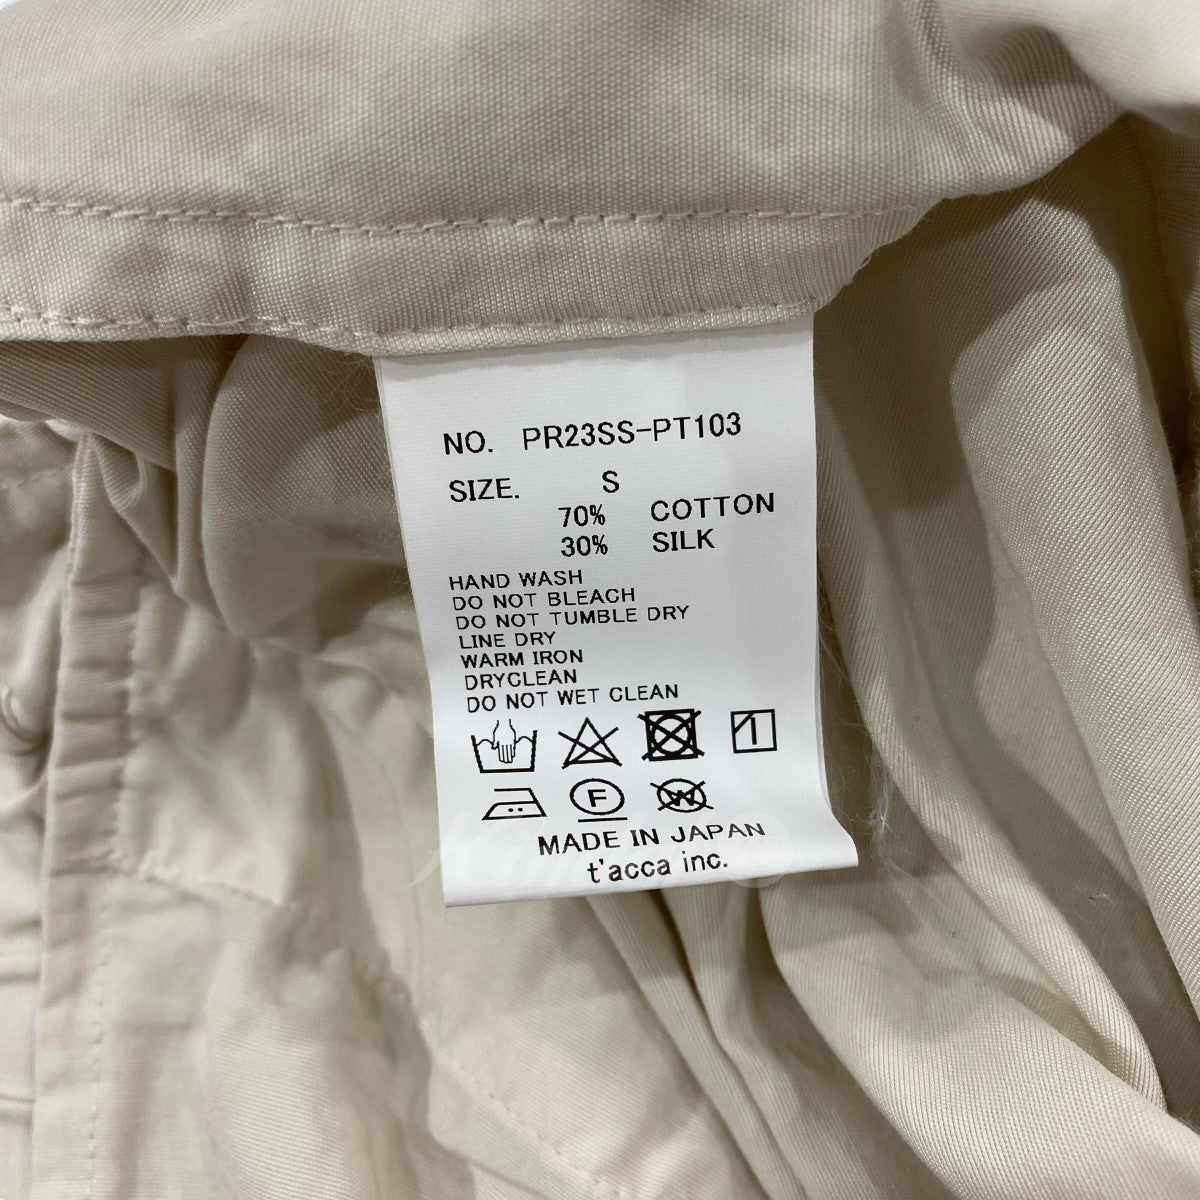 NO. PR23SS-PT103
SIZE. S
70% COTTON
30% SILK
HAND WASH
DO NOT BLEACH
DO NOT TUMBLE DRY
LINE DRY
WARM IRON
DRYCLEAN
DO NOT WET CLEAN
1
F W
MADE IN JAPAN
t'acca inc.